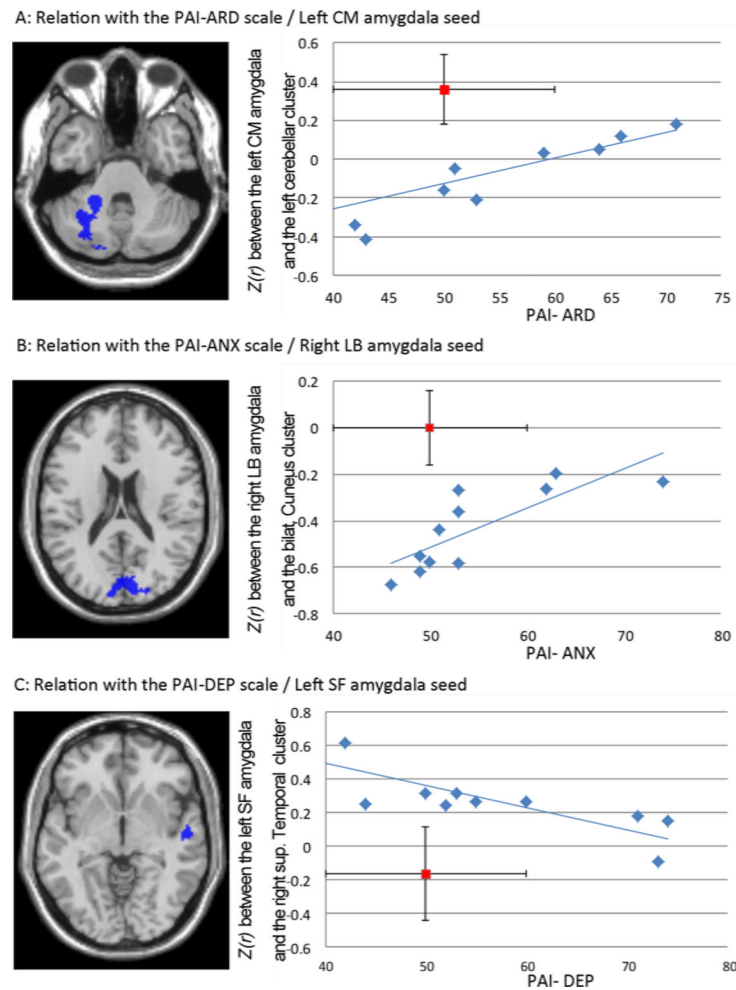 A: Relation with the PAI-ARD scale / Left CM amygdala seed
Z(r) between the left CM amygdala
and the left cerebellar cluster
0.6
0.4
0.2
0
-0.2
-0.4
-0.6
40 45 50 55 60 65 70 75
PAI- ARD
B: Relation with the PAI-ANX scale / Right LB amygdala seed
Z(r) between the right LB amygdala
and the bilat, Cuneus cluster
0.2
0
-0.2
-0.4
-0.6
-0.8
40 50 60 70 80
PAI- ANX
C: Relation with the PAI-DEP scale / Left SF amygdala seed
Z(r) between the left SF amygdala
and the right sup. Temporal cluster
0.8
0.6
0.4
0.2
0
-0.2
-0.4
-0.6
40 50 60 70 80
PAI- DEP